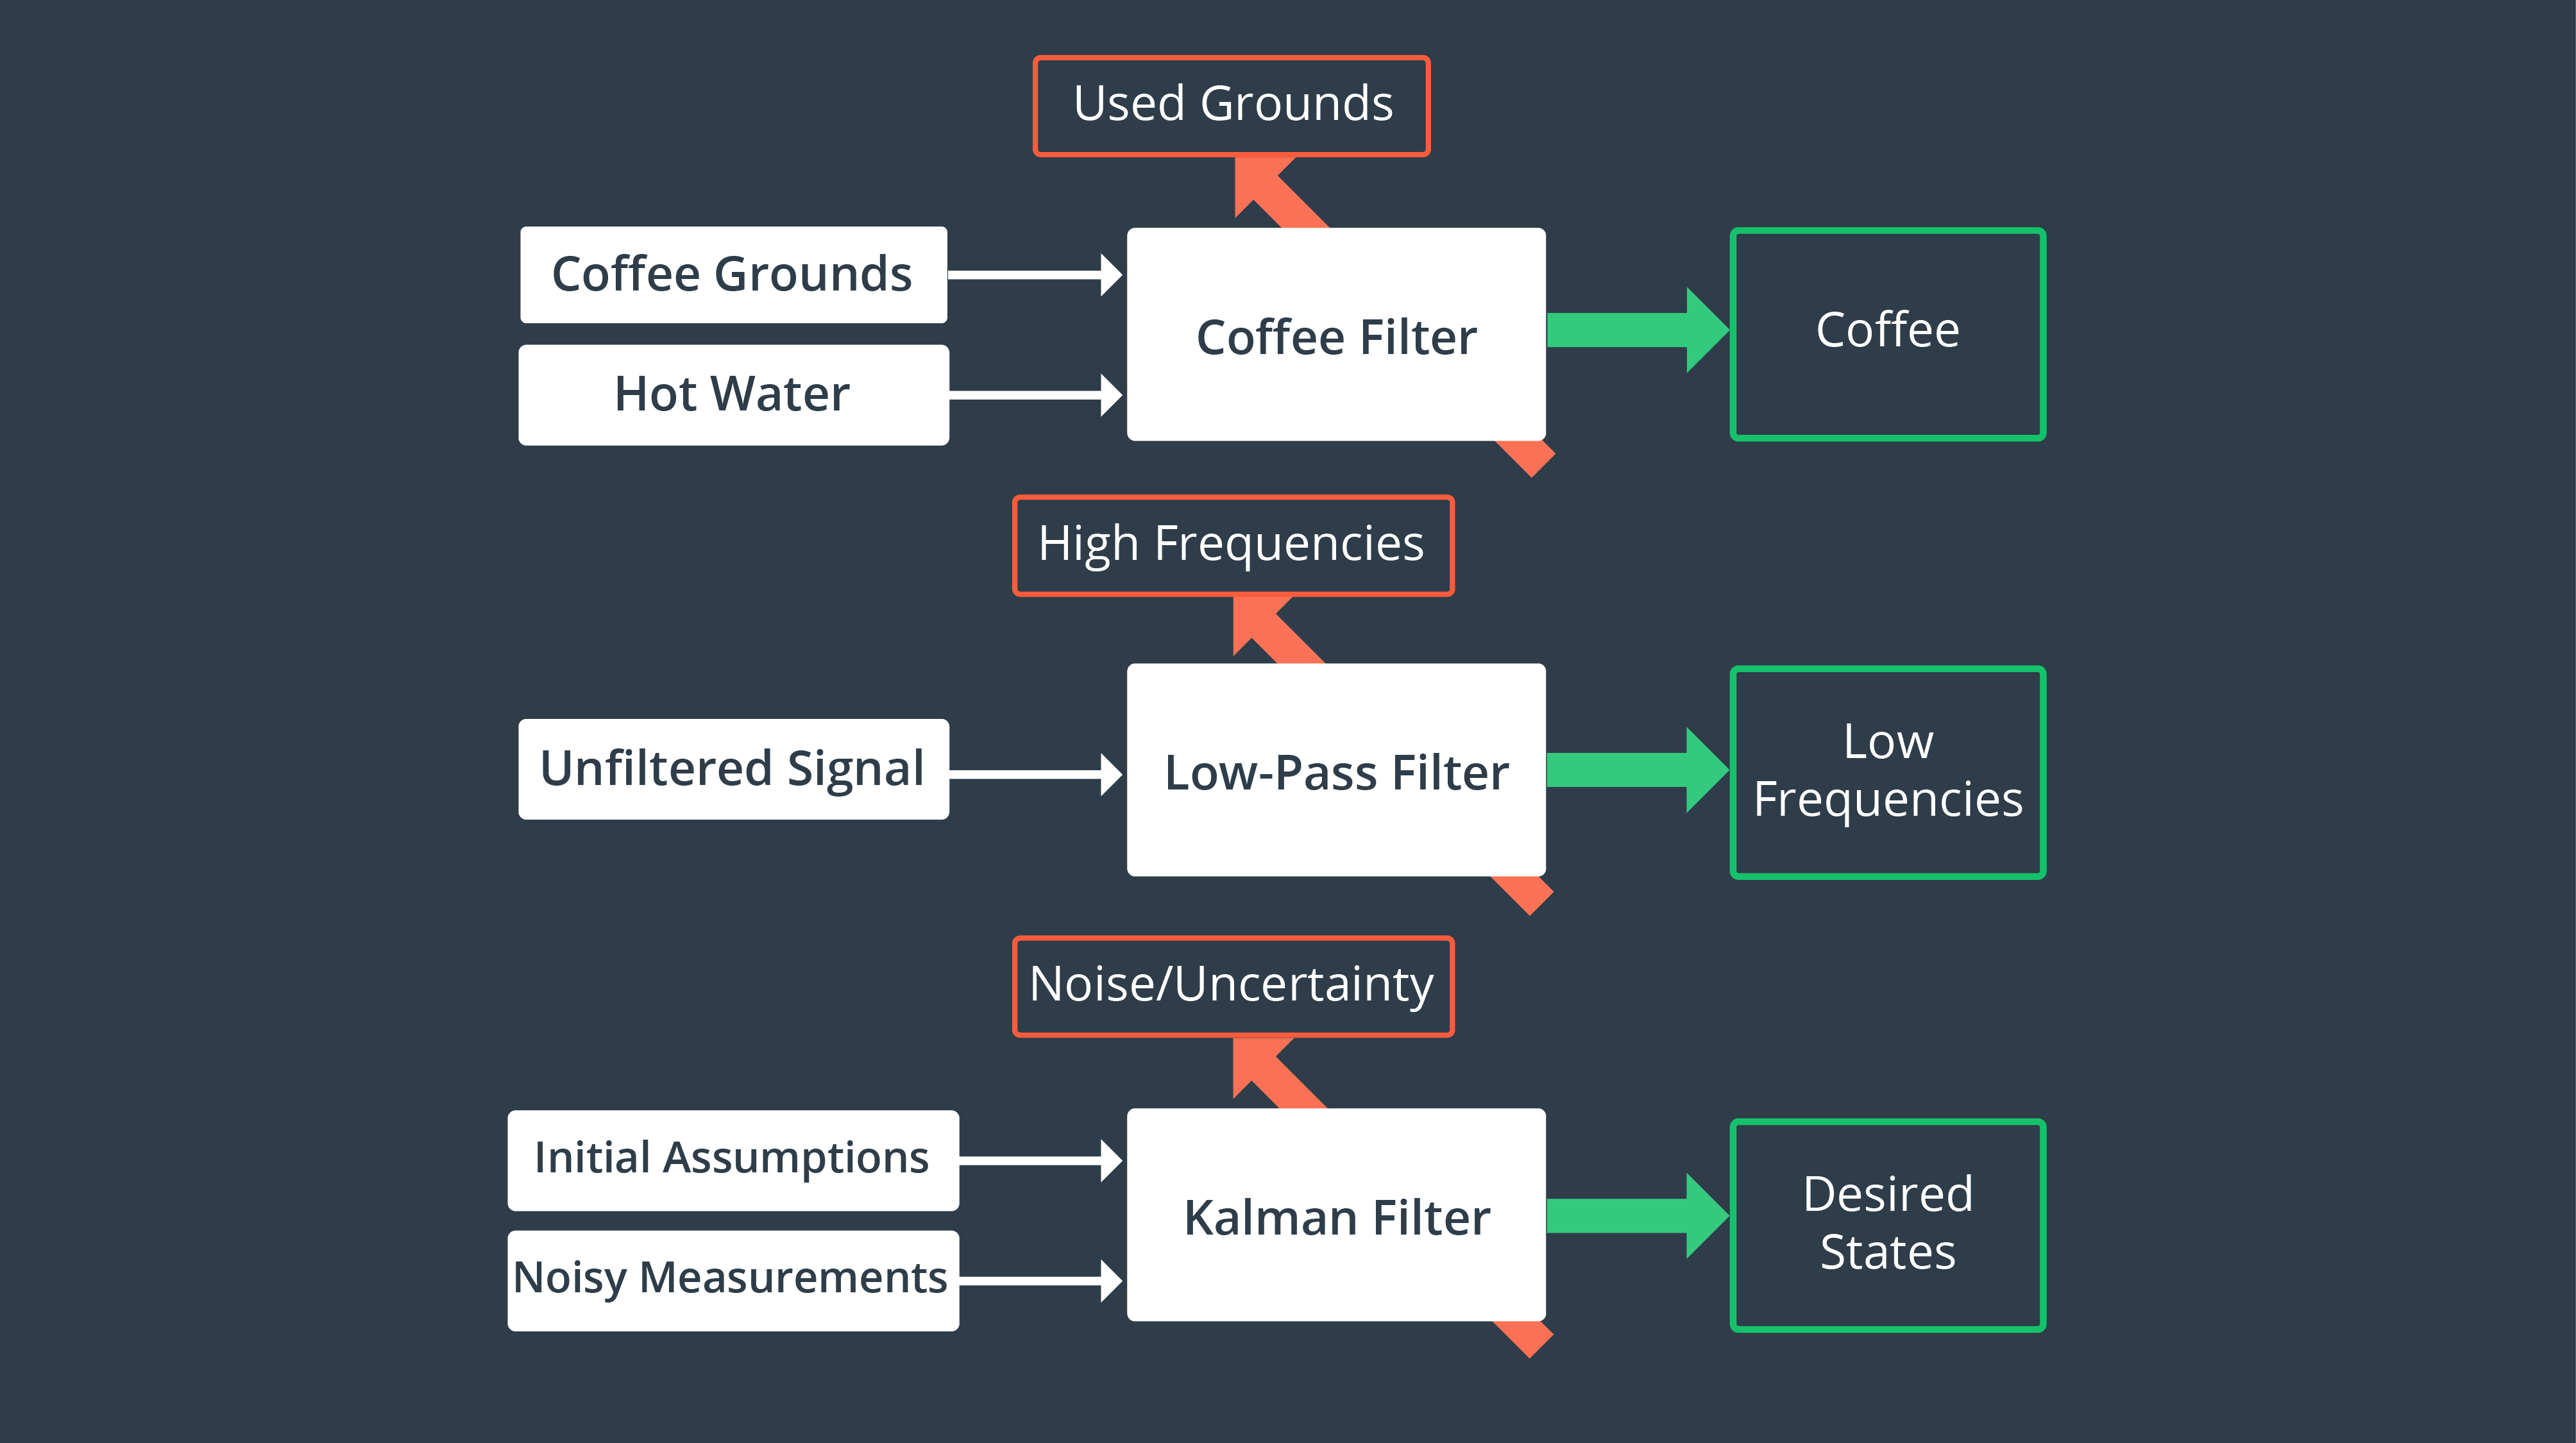 Used Grounds
Coffee Grounds
Hot Water
Coffee Filter
Coffee
High Frequencies
Unfiltered Signal
Low-Pass Filter
Low
Frequencies
Noise/Uncertainty
Initial Assumptions
Noisy Measurements
Kalman Filter
Desired
States